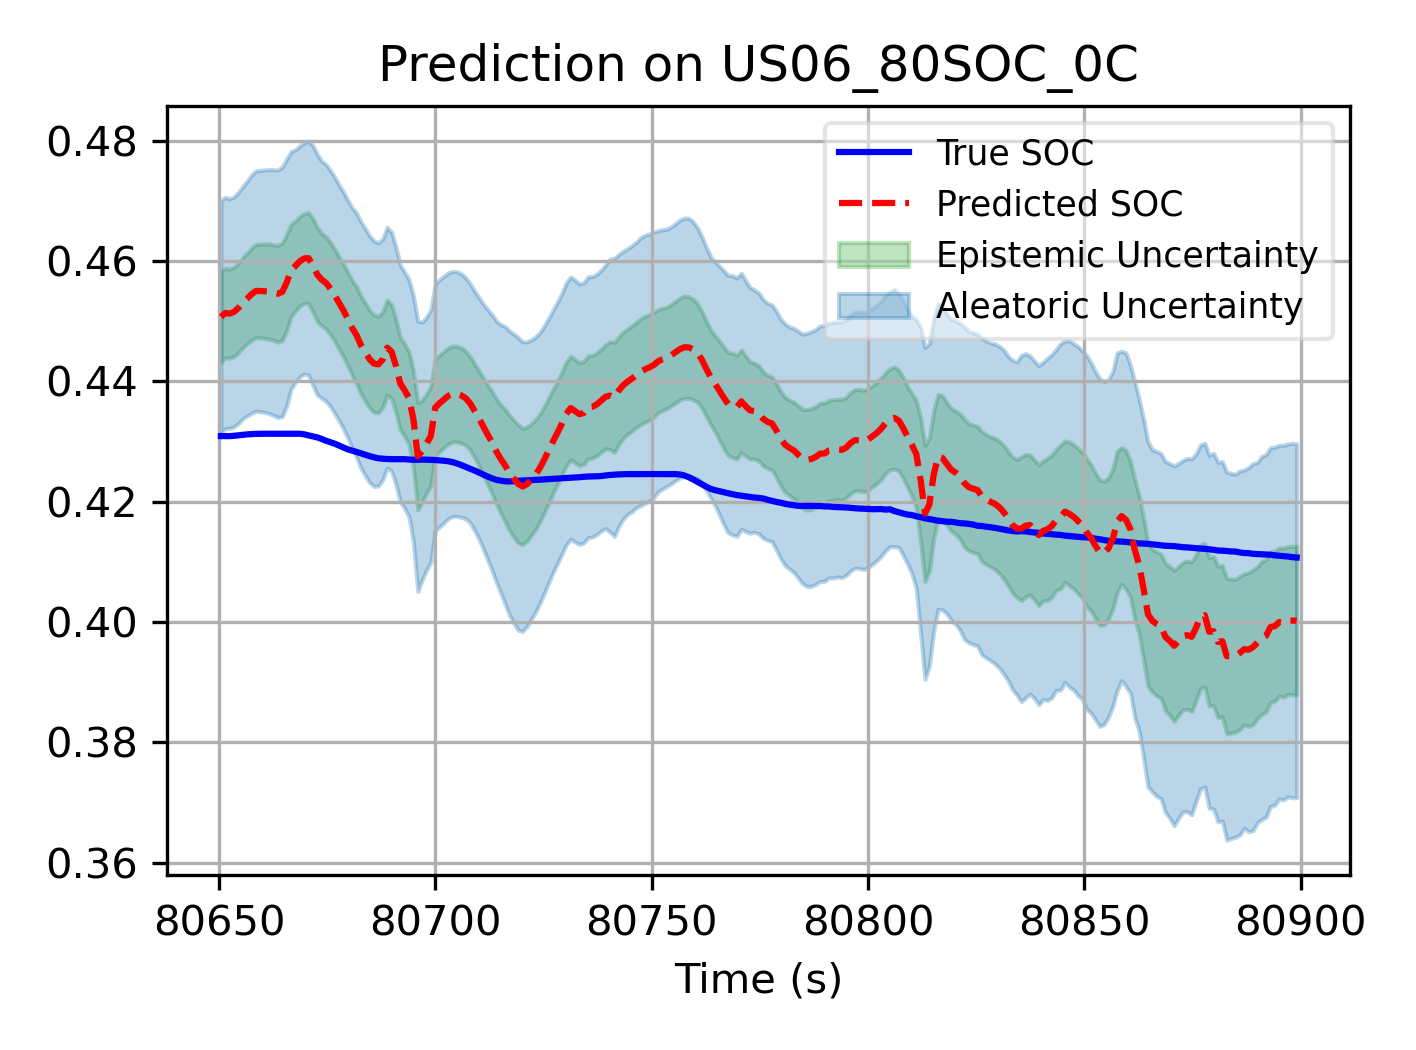 Prediction on US06_80SOC_0C
0.48
0.46
0.44
0.42
0.40
0.38
0.36
True SOC
Predicted SOC
Epistemic Uncertainty
Aleatoric Uncertainty
80650 80700 80750 80800 80850 80900
Time (s)